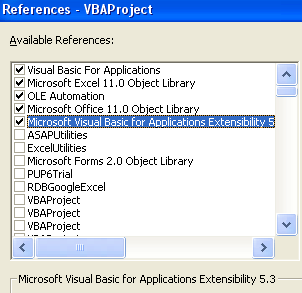 References - VBAProject
Available References:
Visual Basic For Applications
Microsoft Excel 11.0 Object Library
OLE Automation
Microsoft Office 11.0 Object Library
Microsoft Visual Basic for Applications Extensibility 5
ASAPUtilities
ExcelUtilities
Microsoft Forms 2.0 Object Library
PUP6Trial
RDBGoogleExcel
VBAProject
VBAProject
VBAProject
Microsoft Visual Basic for Applications Extensibility 5.3